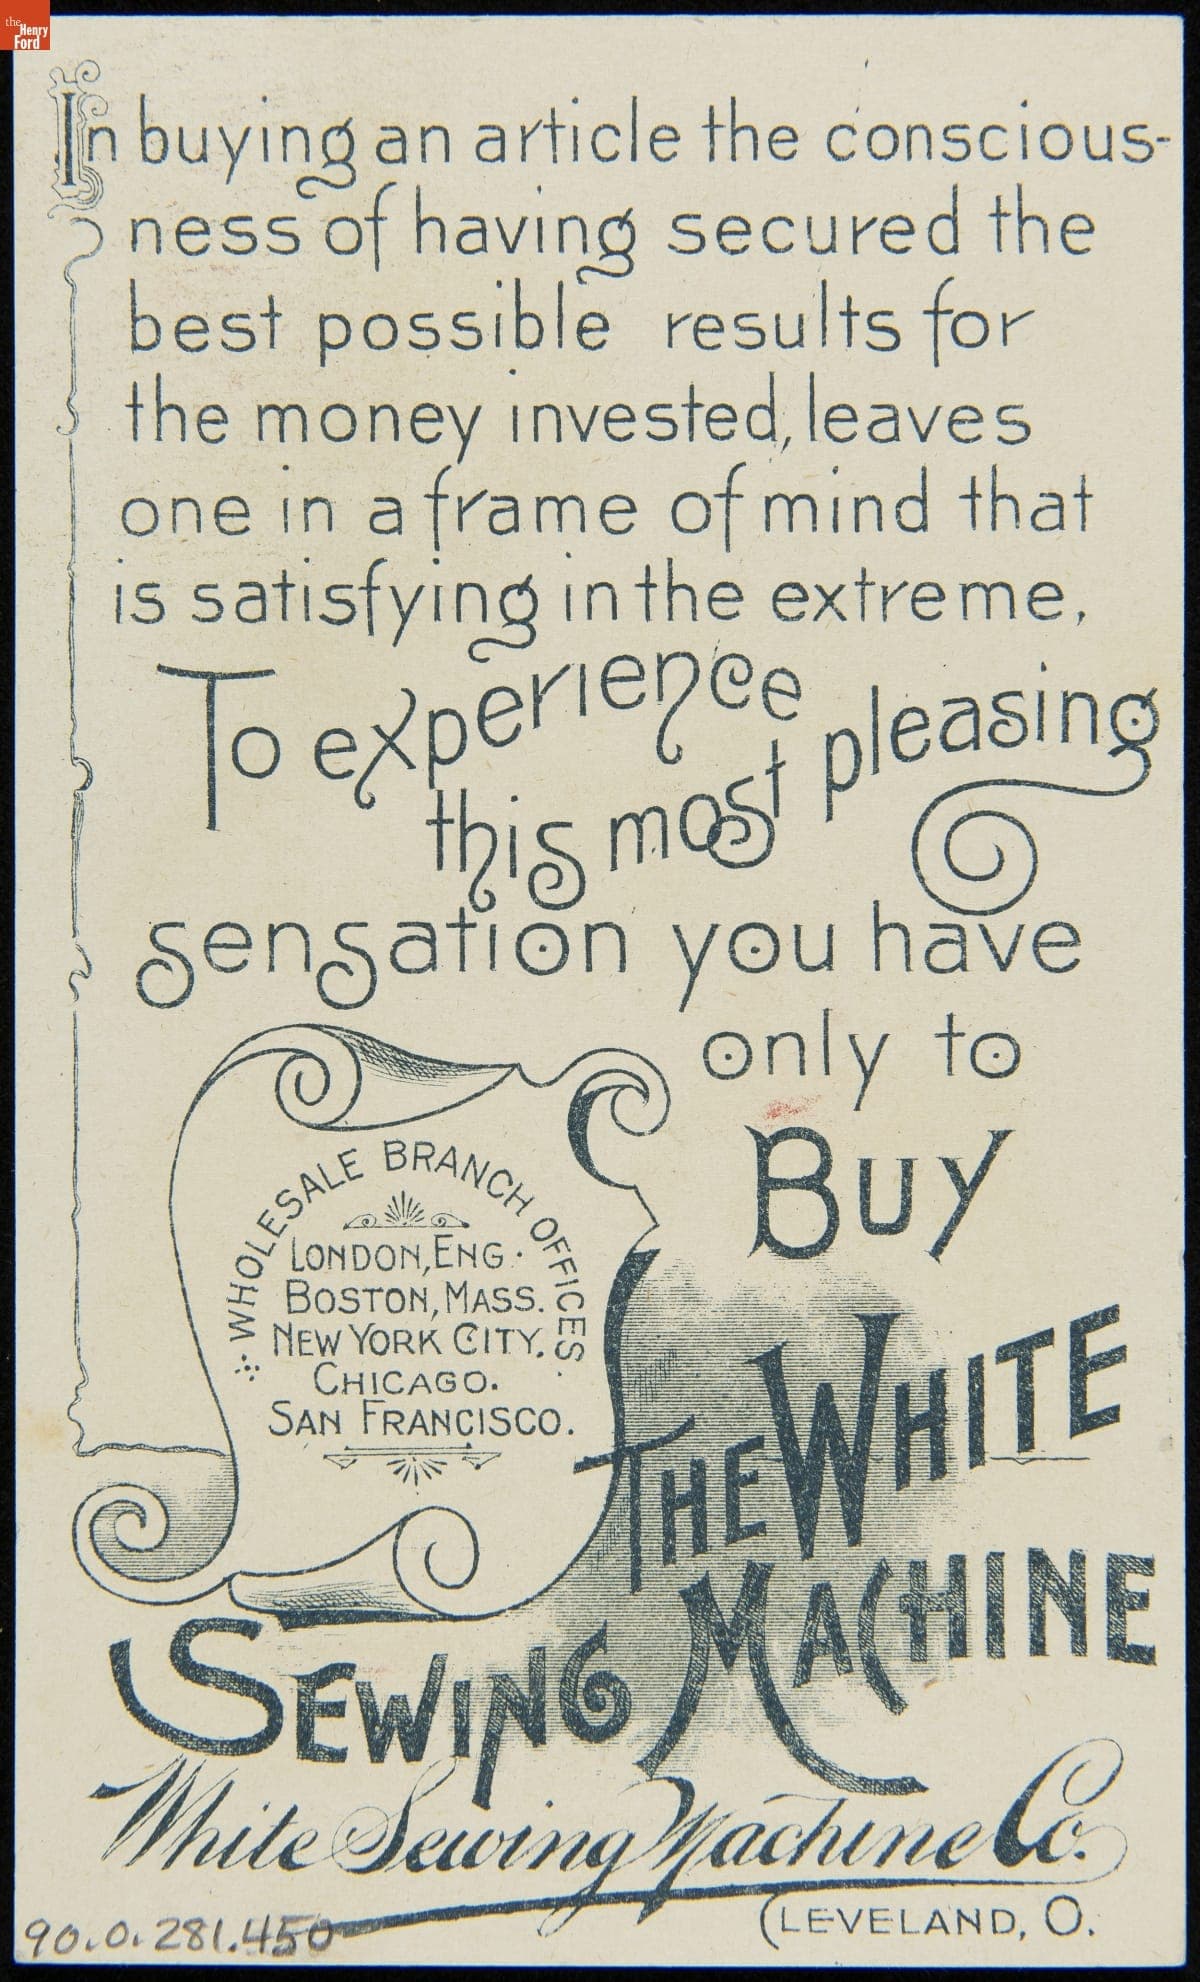 the
Henry
Ford
In buying an article the conscious-
ness of having secured the
best possible results for
the money invested, leaves
one in a frame of mind that
is satisfying in the extreme.
To experience
this most pleasing
sensation you have
only to
BUY
THE WHITE
SEWING MACHINE
WHOLESALE BRANCH OFFICES.
LONDON, ENG.
BOSTON, MASS.
NEW YORK CITY.
CHICAGO.
SAN FRANCISCO.
White Sewing Machine Co.
CLEVELAND, O.
90.0.281.450